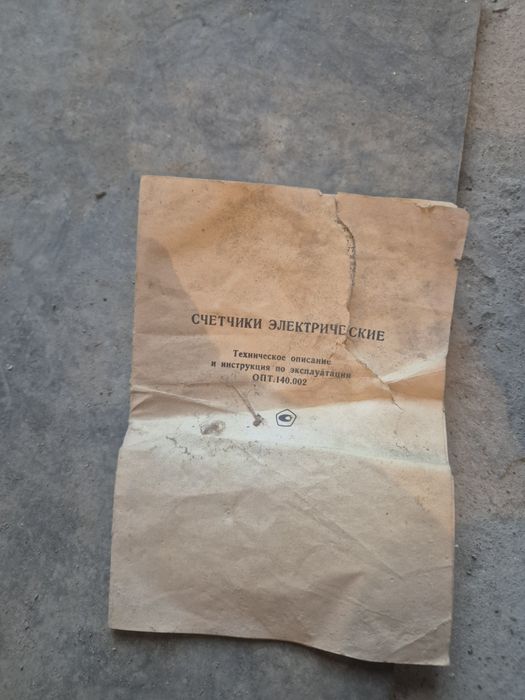 СЧЕТЧИКИ ЭЛЕКТРИЧЕСКИЕ
Техническое описание
и инструкция по эксплуатации
ОПТ.140.002